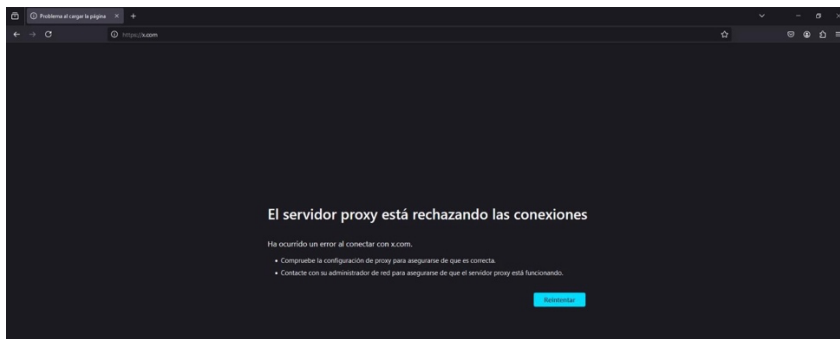 Problema al cargar la página
https://x.com
El servidor proxy está rechazando las conexiones
Ha ocurrido un error al conectar con x.com.
Compruebe la configuración de proxy para asegurarse de que es correcta.
Contacte con su administrador de red para asegurarse de que el servidor proxy está funcionando.
Reintentar